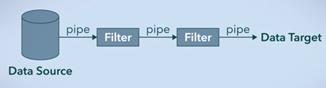 pipe
Filter
pipe
Filter
pipe
Data Target
Data Source